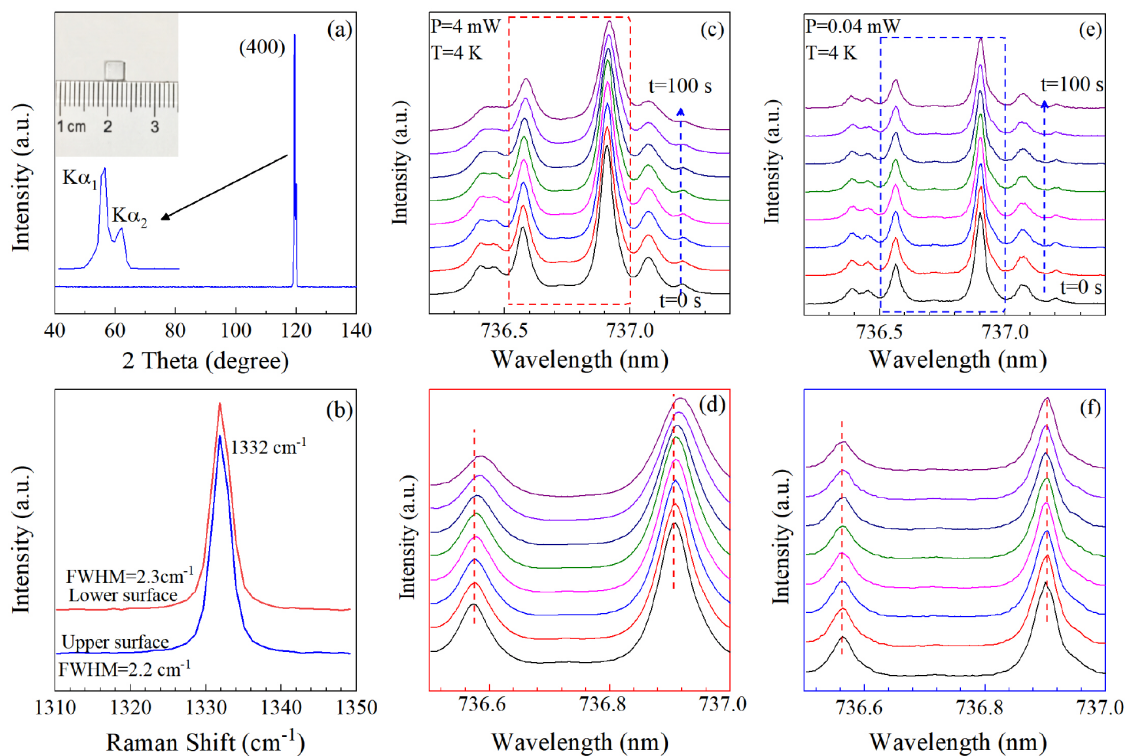 (a)
(400)
1 cm 2 3
Kα1
Kα2
Intensity (a.u.)
40 60 80 100 120 140
2 Theta (degree)
(b)
1332 cm-1
FWHM=2.3cm-1
Lower surface
Upper surface
FWHM=2.2 cm-1
Intensity (a.u.)
1310 1320 1330 1340 1350
Raman Shift (cm-1)
P=4 mW
(c)
T=4 K
t=100 s
t=0 s
Intensity (a.u.)
736.5 737.0
Wavelength (nm)
(d)
Intensity (a.u.)
736.6 736.8 737.0
Wavelength (nm)
P=0.04 mW
(e)
T=4 K
t=100 s
t=0 s
Intensity (a.u.)
736.5 737.0
Wavelength (nm)
(f)
Intensity (a.u.)
736.6 736.8 737.0
Wavelength (nm)